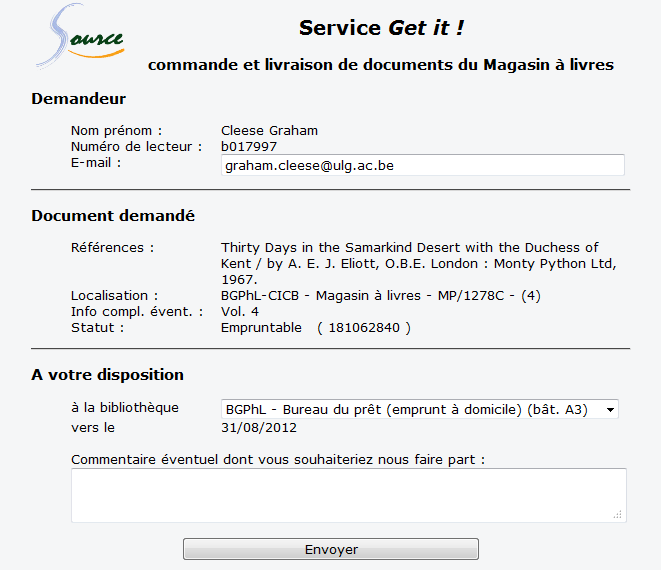 Source
Service Get it !
commande et livraison de documents du Magasin à livres
Demandeur
Nom prénom : Cleese Graham
Numéro de lecteur : b017997
E-mail : graham.cleese@ulg.ac.be
Document demandé
Références : Thirty Days in the Samarkind Desert with the Duchess of
Kent / by A. E. J. Eliott, O.B.E. London : Monty Python Ltd,
1967.
Localisation : BGPhL-CICB - Magasin à livres - MP/1278C - (4)
Info compl. évent. : Vol. 4
Statut : Empruntable ( 181062840 )
A votre disposition
à la bibliothèque BGPhL - Bureau du prêt (emprunt à domicile) (bât. A3)
vers le 31/08/2012
Commentaire éventuel dont vous souhaiteriez nous faire part :
Envoyer